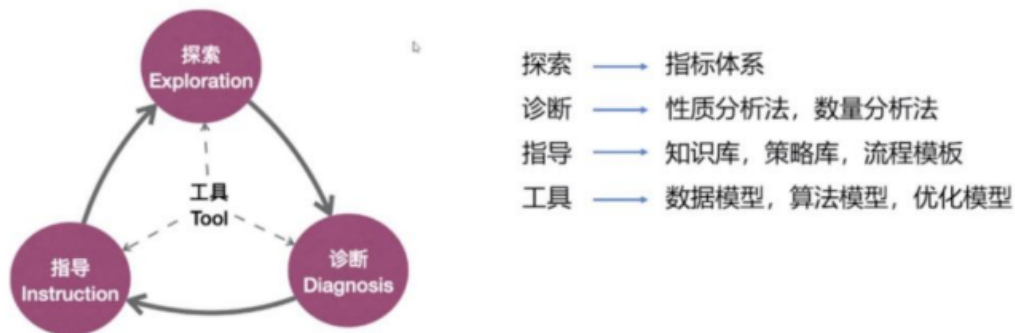 探索
Exploration
工具
Tool
指导
Instruction
诊断
Diagnosis
探索 → 指标体系
诊断 → 性质分析法，数量分析法
指导 → 知识库，策略库，流程模板
工具 → 数据模型，算法模型，优化模型